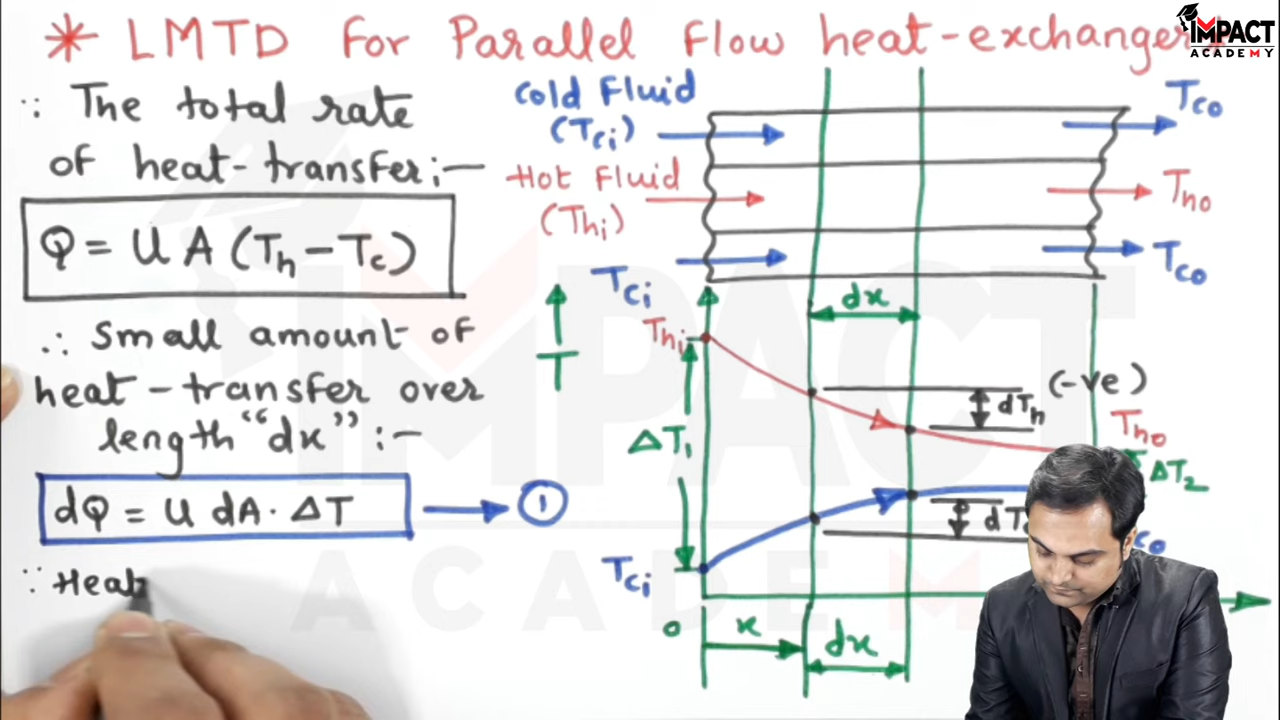 * LMTD For Parallel Flow heat-exchanger
IMPACT
ACADEMY
∵ The total rate
of heat-transfer:-
Q = U A (Th - Tc)
∴ Small amount of
heat-transfer over
length "dx" :-
dQ = U dA · ΔT → ①
∵ Heat
Cold Fluid
(Tci)
Hot Fluid
(Thi)
Tci
Tco
Tho
Tco
dx
T
Thi
ΔT1
Tci
(-ve)
dTh
Tho
ΔT2
0
x
dx
IMPACT
ACADEMY